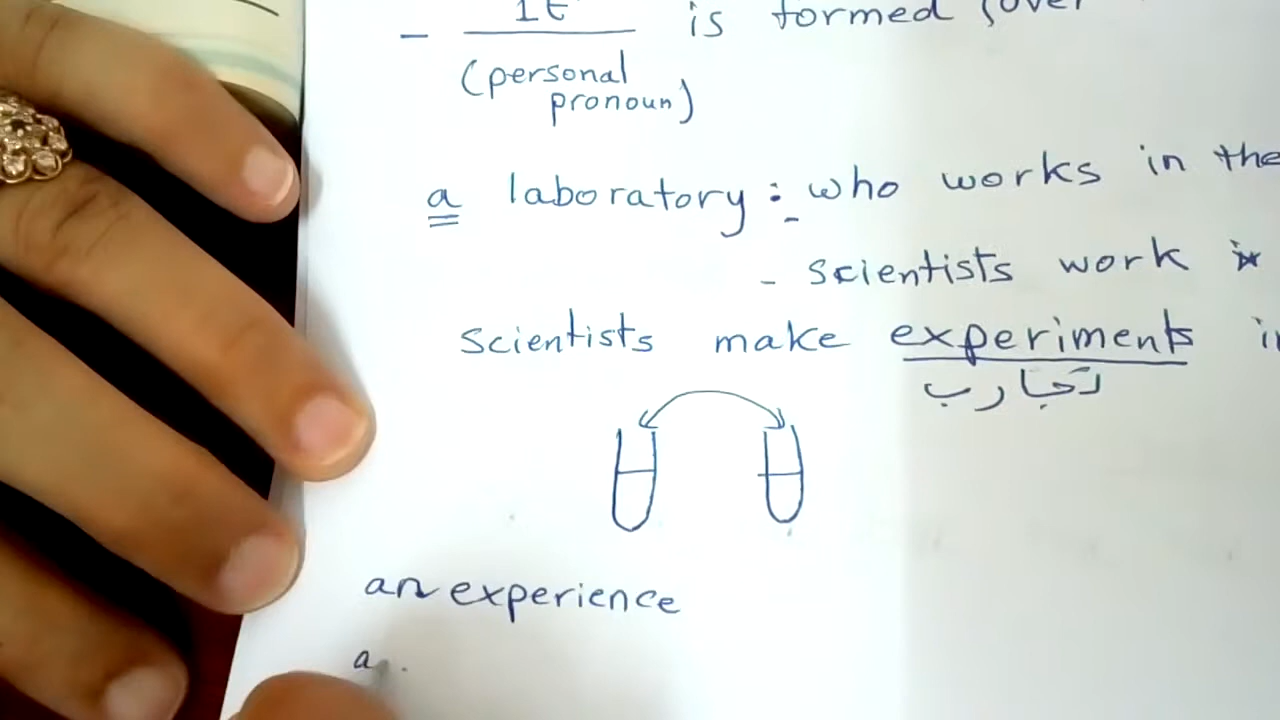 - It is formed (over
(personal
pronoun)
a laboratory :- who works in the
- scientists work
scientists make experiments
تجارب
an experience
a